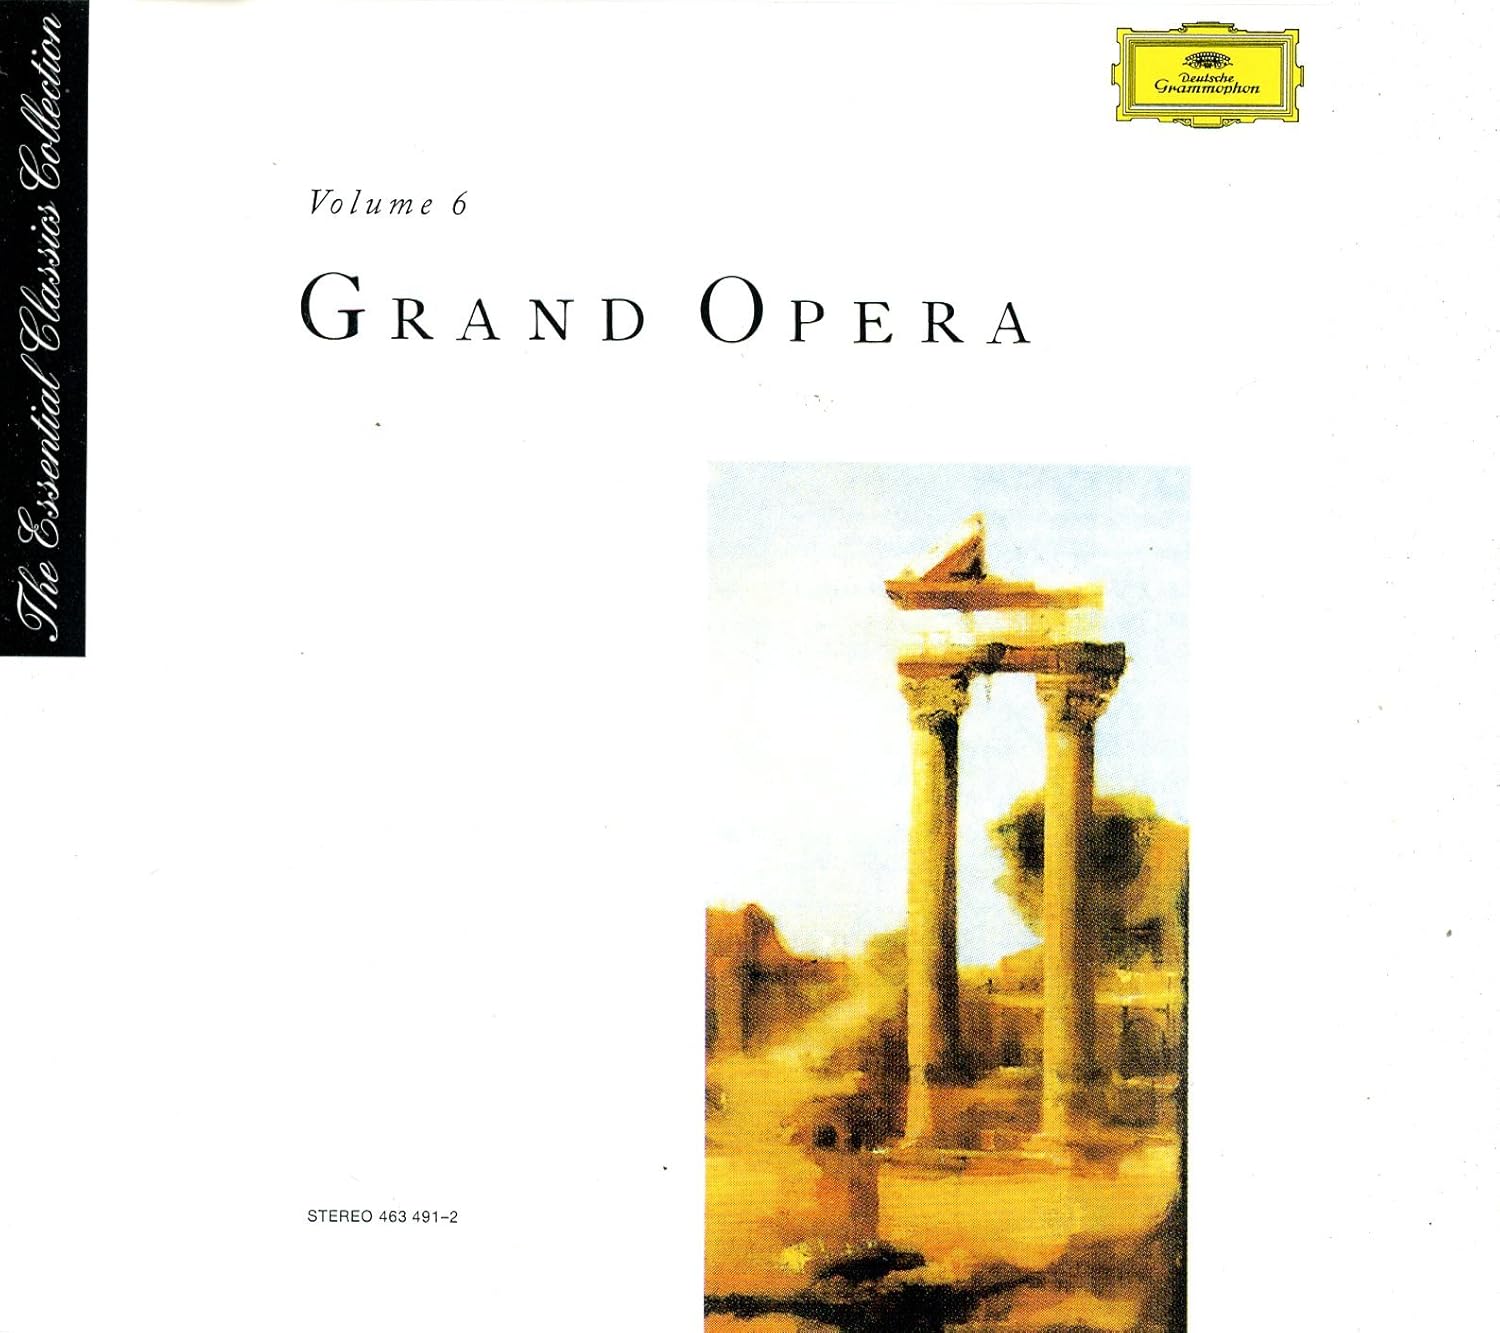 The Essential Classics Collection
Deutsche
Grammophon
Volume 6
GRAND OPERA
STEREO 463 491-2